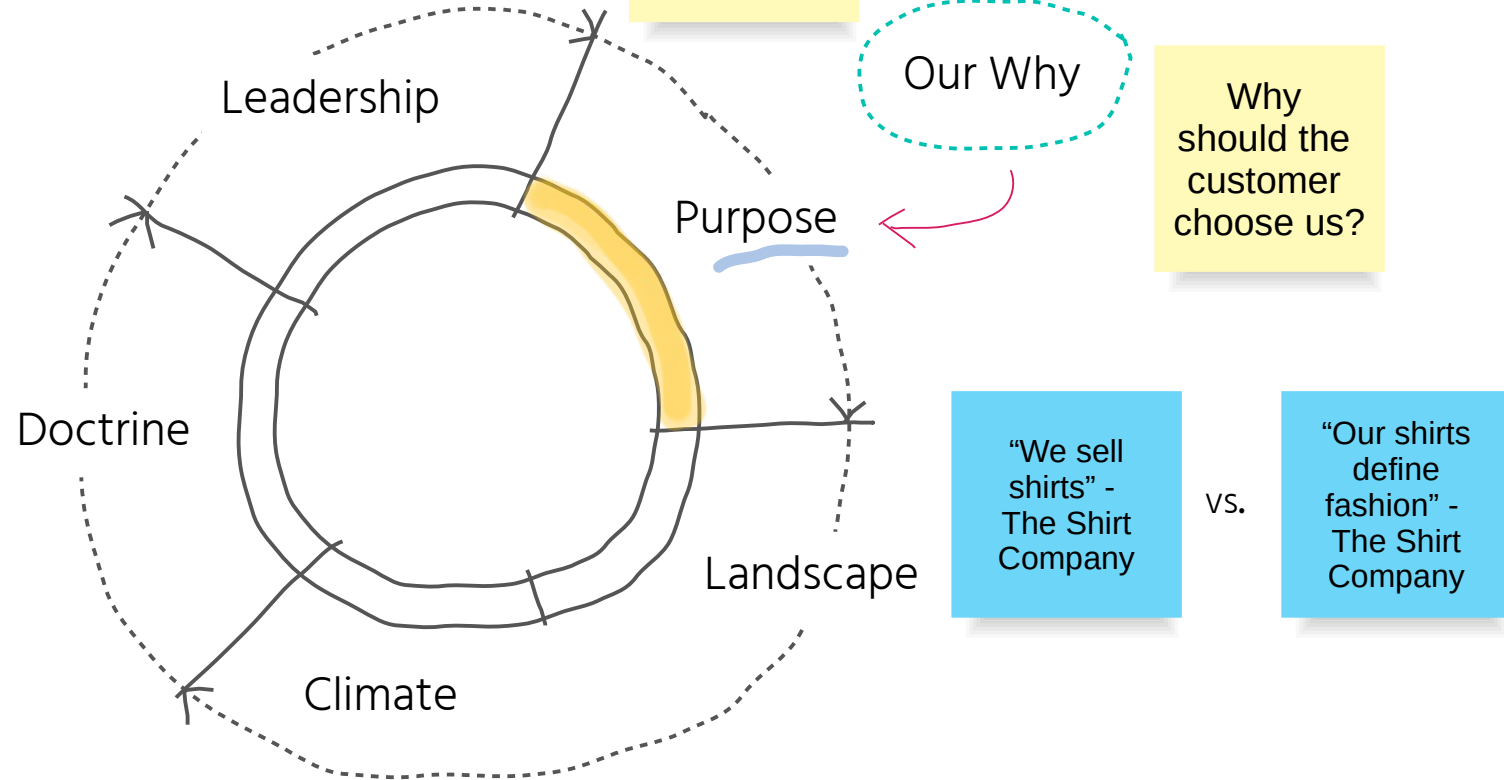 Our Why
Why
should the
customer
choose us?
Leadership
Purpose
Doctrine
“We sell
shirts” -
The Shirt
Company
vs.
“Our shirts
define
fashion” -
The Shirt
Company
Landscape
Climate